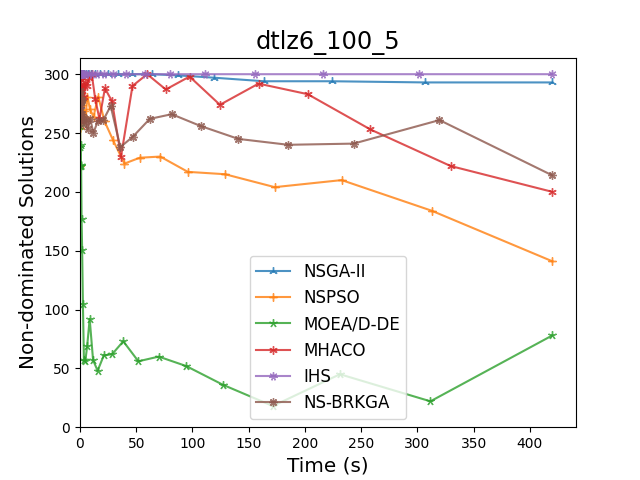 dtlz6_100_5
Non-dominated Solutions
300
250
200
150
100
50
0
0 50 100 150 200 250 300 350 400
Time (s)
NSGA-II
NSPSO
MOEA/D-DE
MHACO
IHS
NS-BRKGA